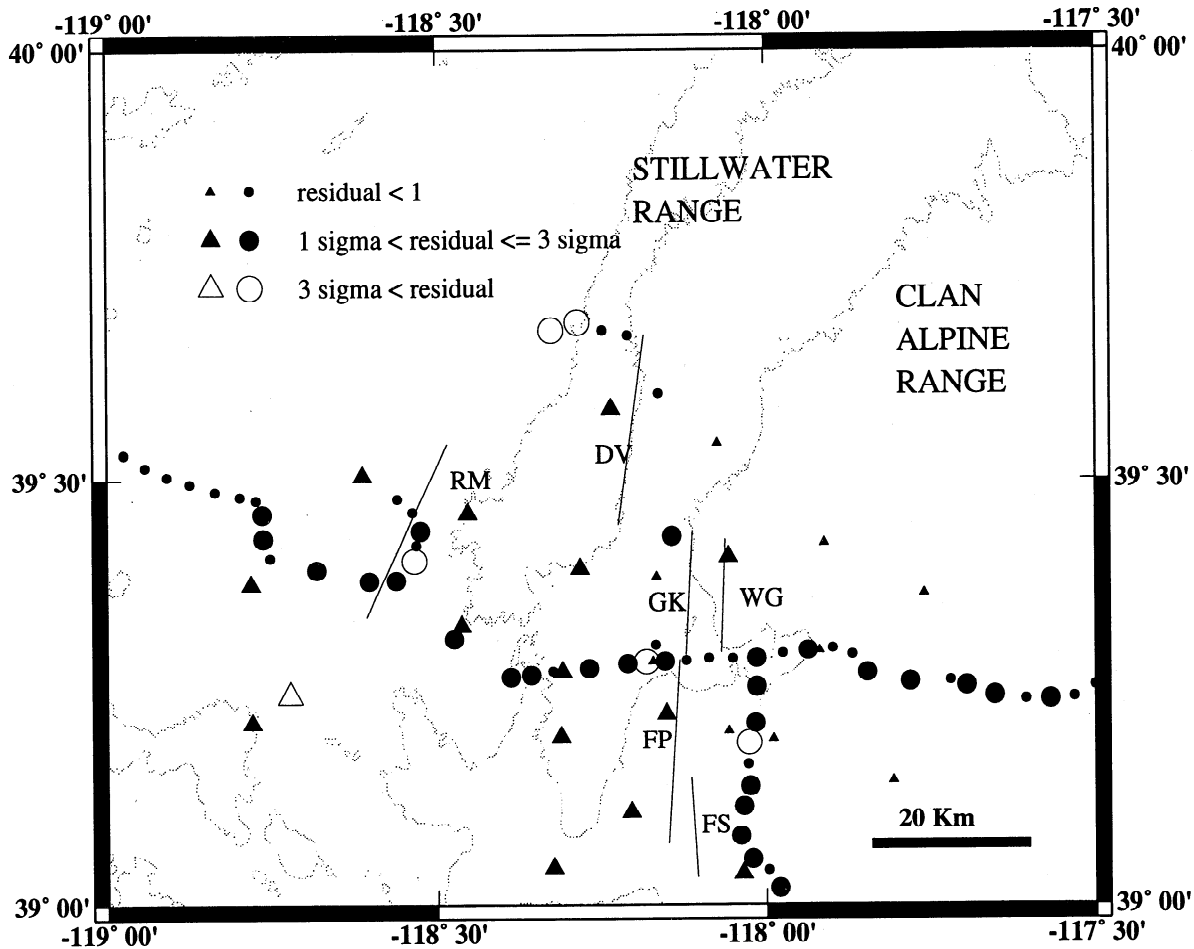 -119° 00' -118° 30' -118° 00' -117° 30'
40° 00' 40° 00'
STILLWATER
RANGE
residual < 1
1 sigma < residual <= 3 sigma
3 sigma < residual
CLAN
ALPINE
RANGE
DV
RM
39° 30' 39° 30'
GK WG
FP
FS
20 Km
39° 00' 39° 00'
-119° 00' -118° 30' -118° 00' -117° 30'